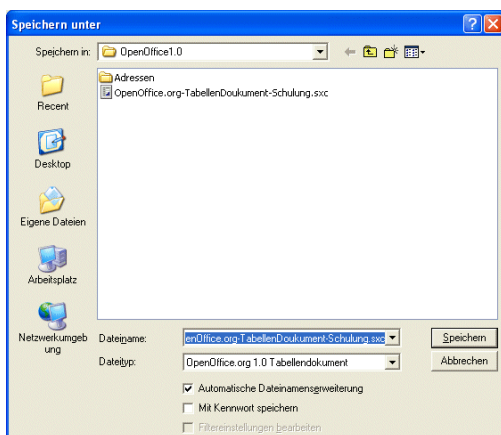 Speichern unter
Speichern in:
OpenOffice1.0
Recent
Desktop
Eigene Dateien
Arbeitsplatz
Netzwerkumgeb
ung
Adressen
OpenOffice.org-TabellenDoukument-Schulung.sxc
Dateiname:
enOffice.org-TabellenDoukument-Schulung.sxc
Speichern
Dateityp:
OpenOffice.org 1.0 Tabellendokument
Abbrechen
Automatische Dateinamenserweiterung
Mit Kennwort speichern
Filtereinstellungen bearbeiten